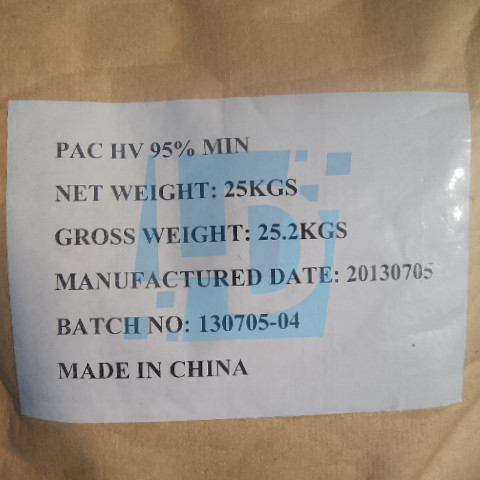 PAC HV 95% MIN
NET WEIGHT: 25KGS
GROSS WEIGHT: 25.2KGS
MANUFACTURED DATE: 20130705
BATCH NO: 130705-04
MADE IN CHINA